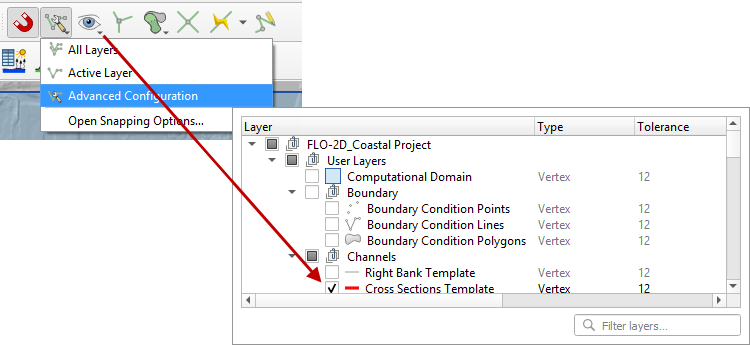 All Layers
Active Layer
Advanced Configuration
Open Snapping Options...
Layer Type Tolerance
FLO-2D_Coastal Project
User Layers
Computational Domain Vertex 12
Boundary
Boundary Condition Points Vertex 12
Boundary Condition Lines Vertex 12
Boundary Condition Polygons Vertex 12
Channels
Right Bank Template Vertex 12
Cross Sections Template Vertex 12
Filter layers...